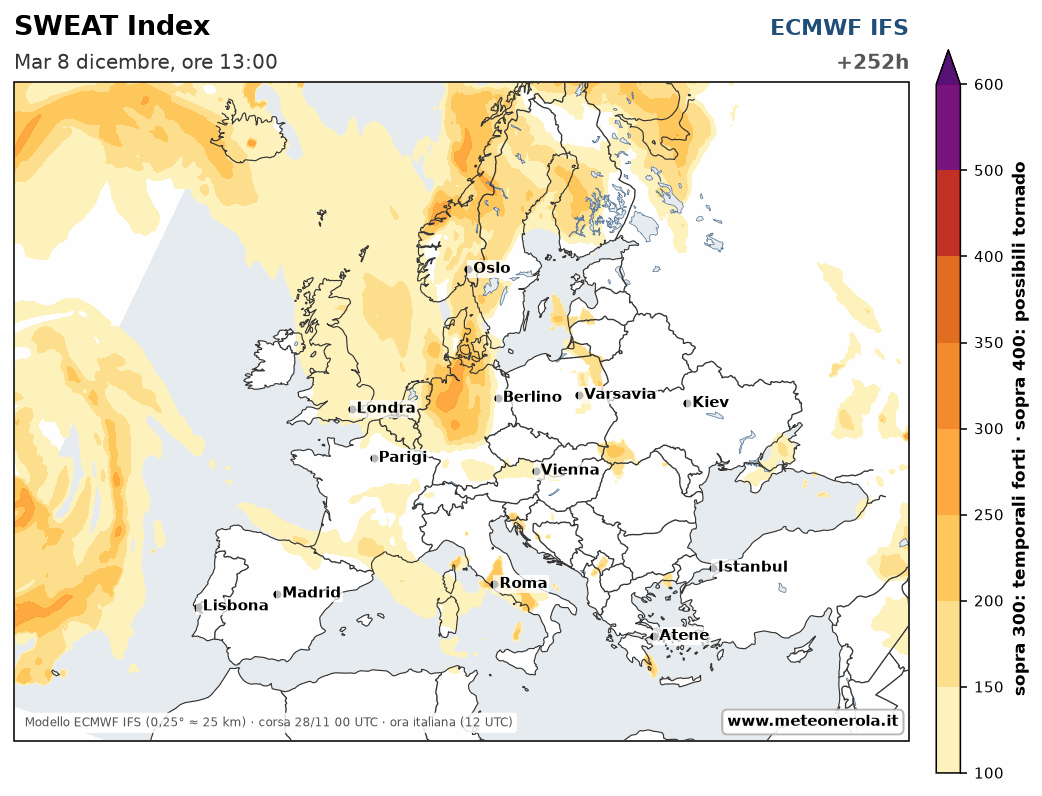 SWEAT Index
ECMWF IFS
Mar 8 dicembre, ore 13:00
+252h
600
500
400
350
300
250
200
150
100
sopra 300: temporali forti · sopra 400: possibili tornado
Oslo
Londra
Berlino
Varsavia
Kiev
Parigi
Vienna
Istanbul
Roma
Madrid
Lisbona
Atene
Modello ECMWF IFS (0,25° ≈ 25 km) · corsa 28/11 00 UTC · ora italiana (12 UTC)
www.meteonerola.it